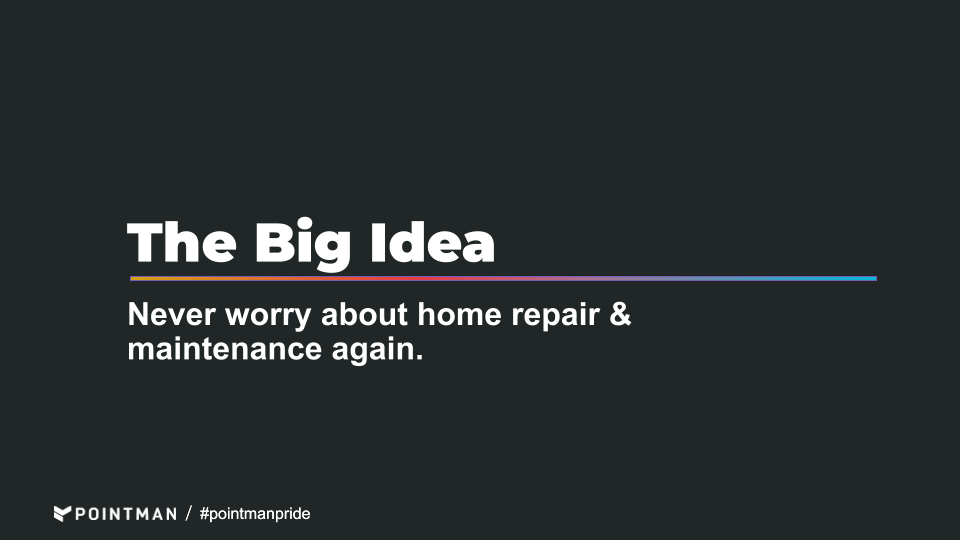 The Big Idea
Never worry about home repair &
maintenance again.
POINTMAN / #pointmanpride